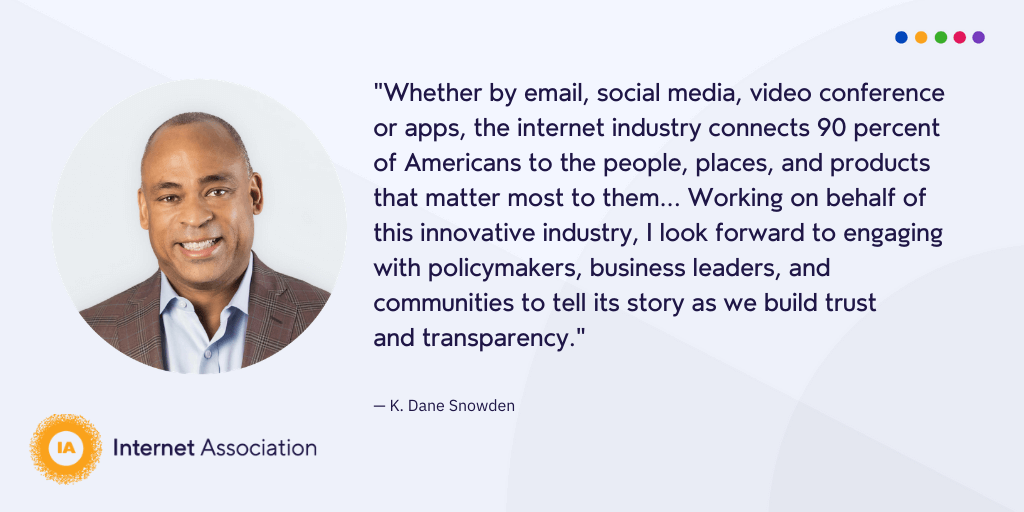 "Whether by email, social media, video conference
or apps, the internet industry connects 90 percent
of Americans to the people, places, and products
that matter most to them... Working on behalf of
this innovative industry, I look forward to engaging
with policymakers, business leaders, and
communities to tell its story as we build trust
and transparency."
— K. Dane Snowden
IA
Internet Association